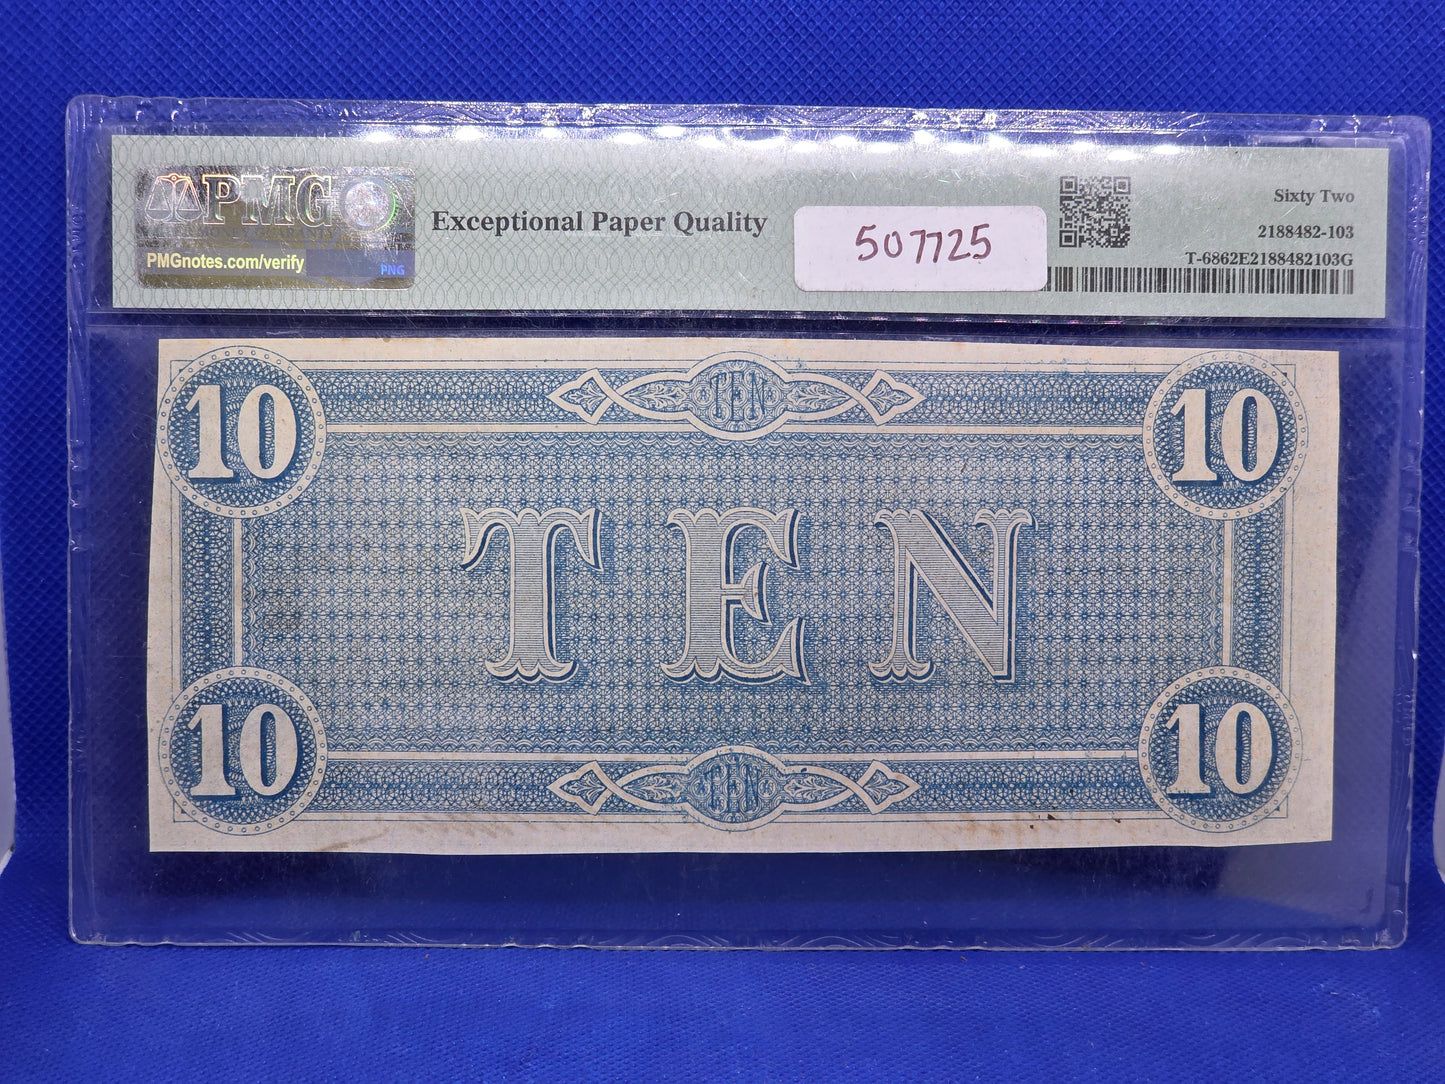 PMG
PMGnotes.com/verify
PNG
Exceptional Paper Quality
507725
Sixty Two
2188482-103
T-6862E2188482103G
10
TEN
10
TEN
10
TEN
10